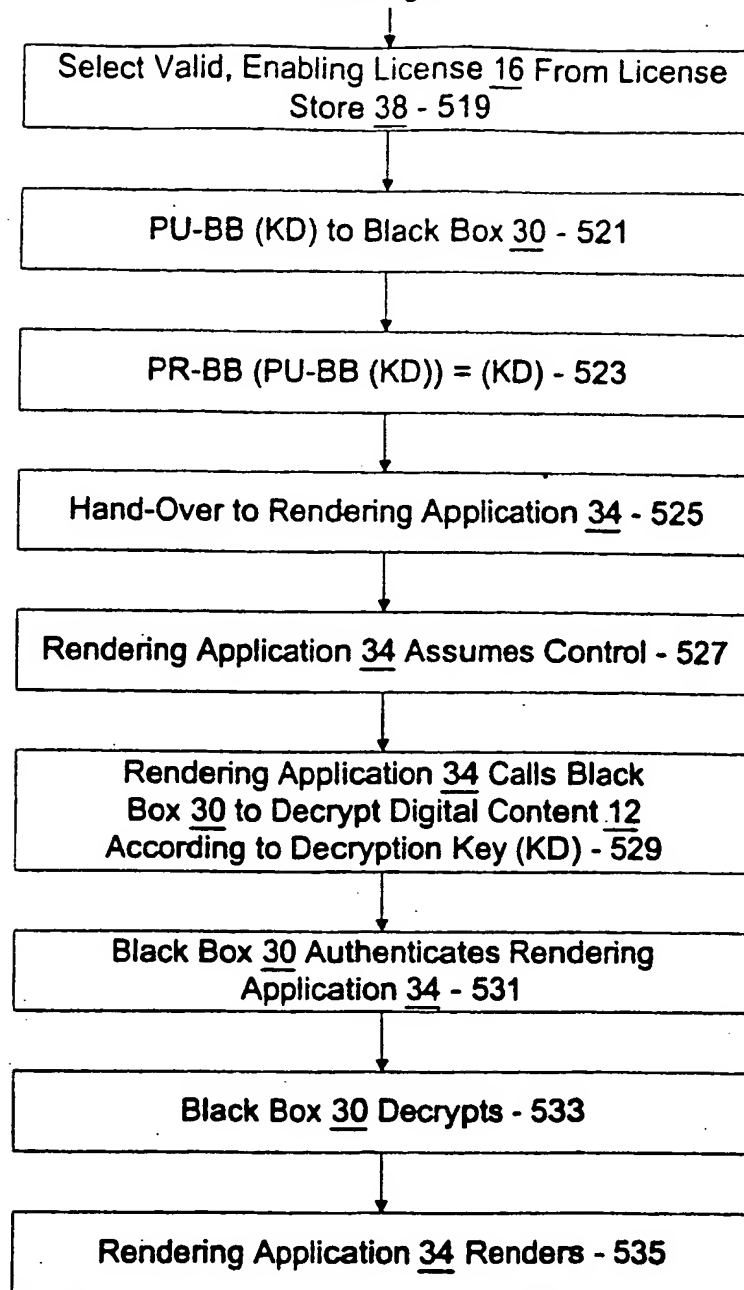 Select Valid, Enabling License 16 From License
Store 38 - 519
PU-BB (KD) to Black Box 30 - 521
PR-BB (PU-BB (KD)) = (KD) - 523
Hand-Over to Rendering Application 34 - 525
Rendering Application 34 Assumes Control - 527
Rendering Application 34 Calls Black
Box 30 to Decrypt Digital Content 12
According to Decryption Key (KD) - 529
Black Box 30 Authenticates Rendering
Application 34 - 531
Black Box 30 Decrypts - 533
Rendering Application 34 Renders - 535